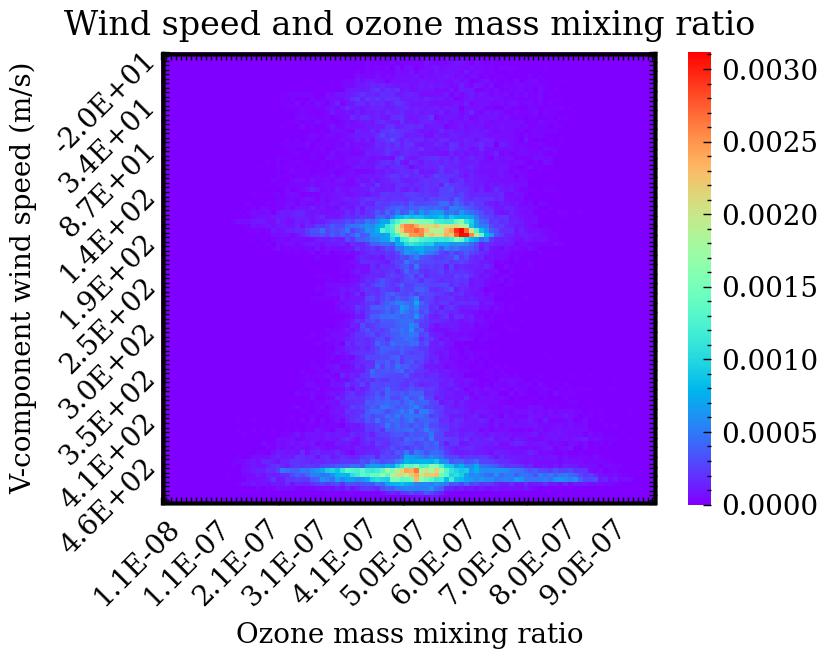 Wind speed and ozone mass mixing ratio
V-component wind speed (m/s)
-2.0E+01
3.4E+01
8.7E+01
1.4E+02
1.9E+02
2.5E+02
3.0E+02
3.5E+02
4.1E+02
4.6E+02
0.0030
0.0025
0.0020
0.0015
0.0010
0.0005
0.0000
1.1E-08
1.1E-07
2.1E-07
3.1E-07
4.1E-07
5.0E-07
6.0E-07
7.0E-07
8.0E-07
9.0E-07
Ozone mass mixing ratio